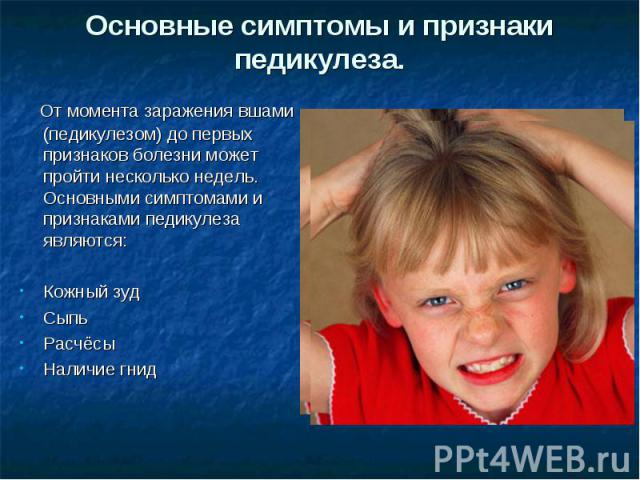 Основные симптомы и признаки
педикулеза.
От момента заражения вшами
(педикулезом) до первых
признаков болезни может
пройти несколько недель.
Основными симптомами и
признаками педикулеза
являются:
Кожный зуд
Сыпь
Расчёсы
Наличие гнид
PPt4WEB.ru